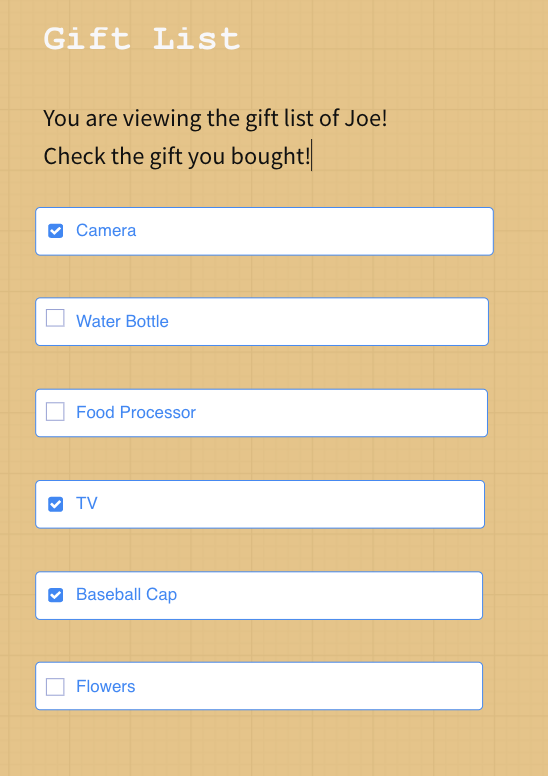 Gift List
You are viewing the gift list of Joe!
Check the gift you bought!
Camera
Water Bottle
Food Processor
TV
Baseball Cap
Flowers